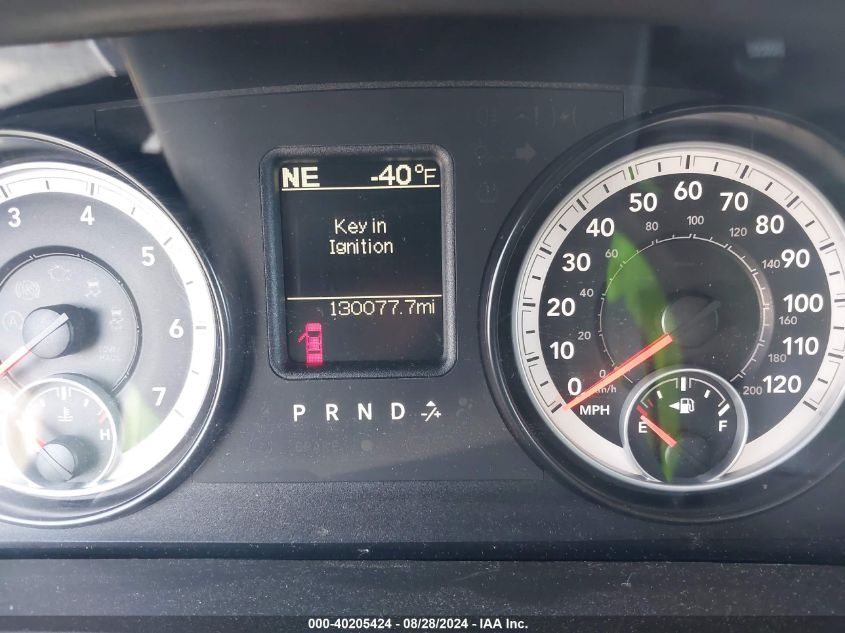 NE -40°F
Key in
Ignition
130077.7mi
P R N D
3 4 5 6 7
H
0 10 20 30 40 50 60 70 80 90 100 110 120
0 20 40 60 80 100 120 140 160 180 200
MPH
km/h
E F
000-40205424 - 08/28/2024 - IAA Inc.